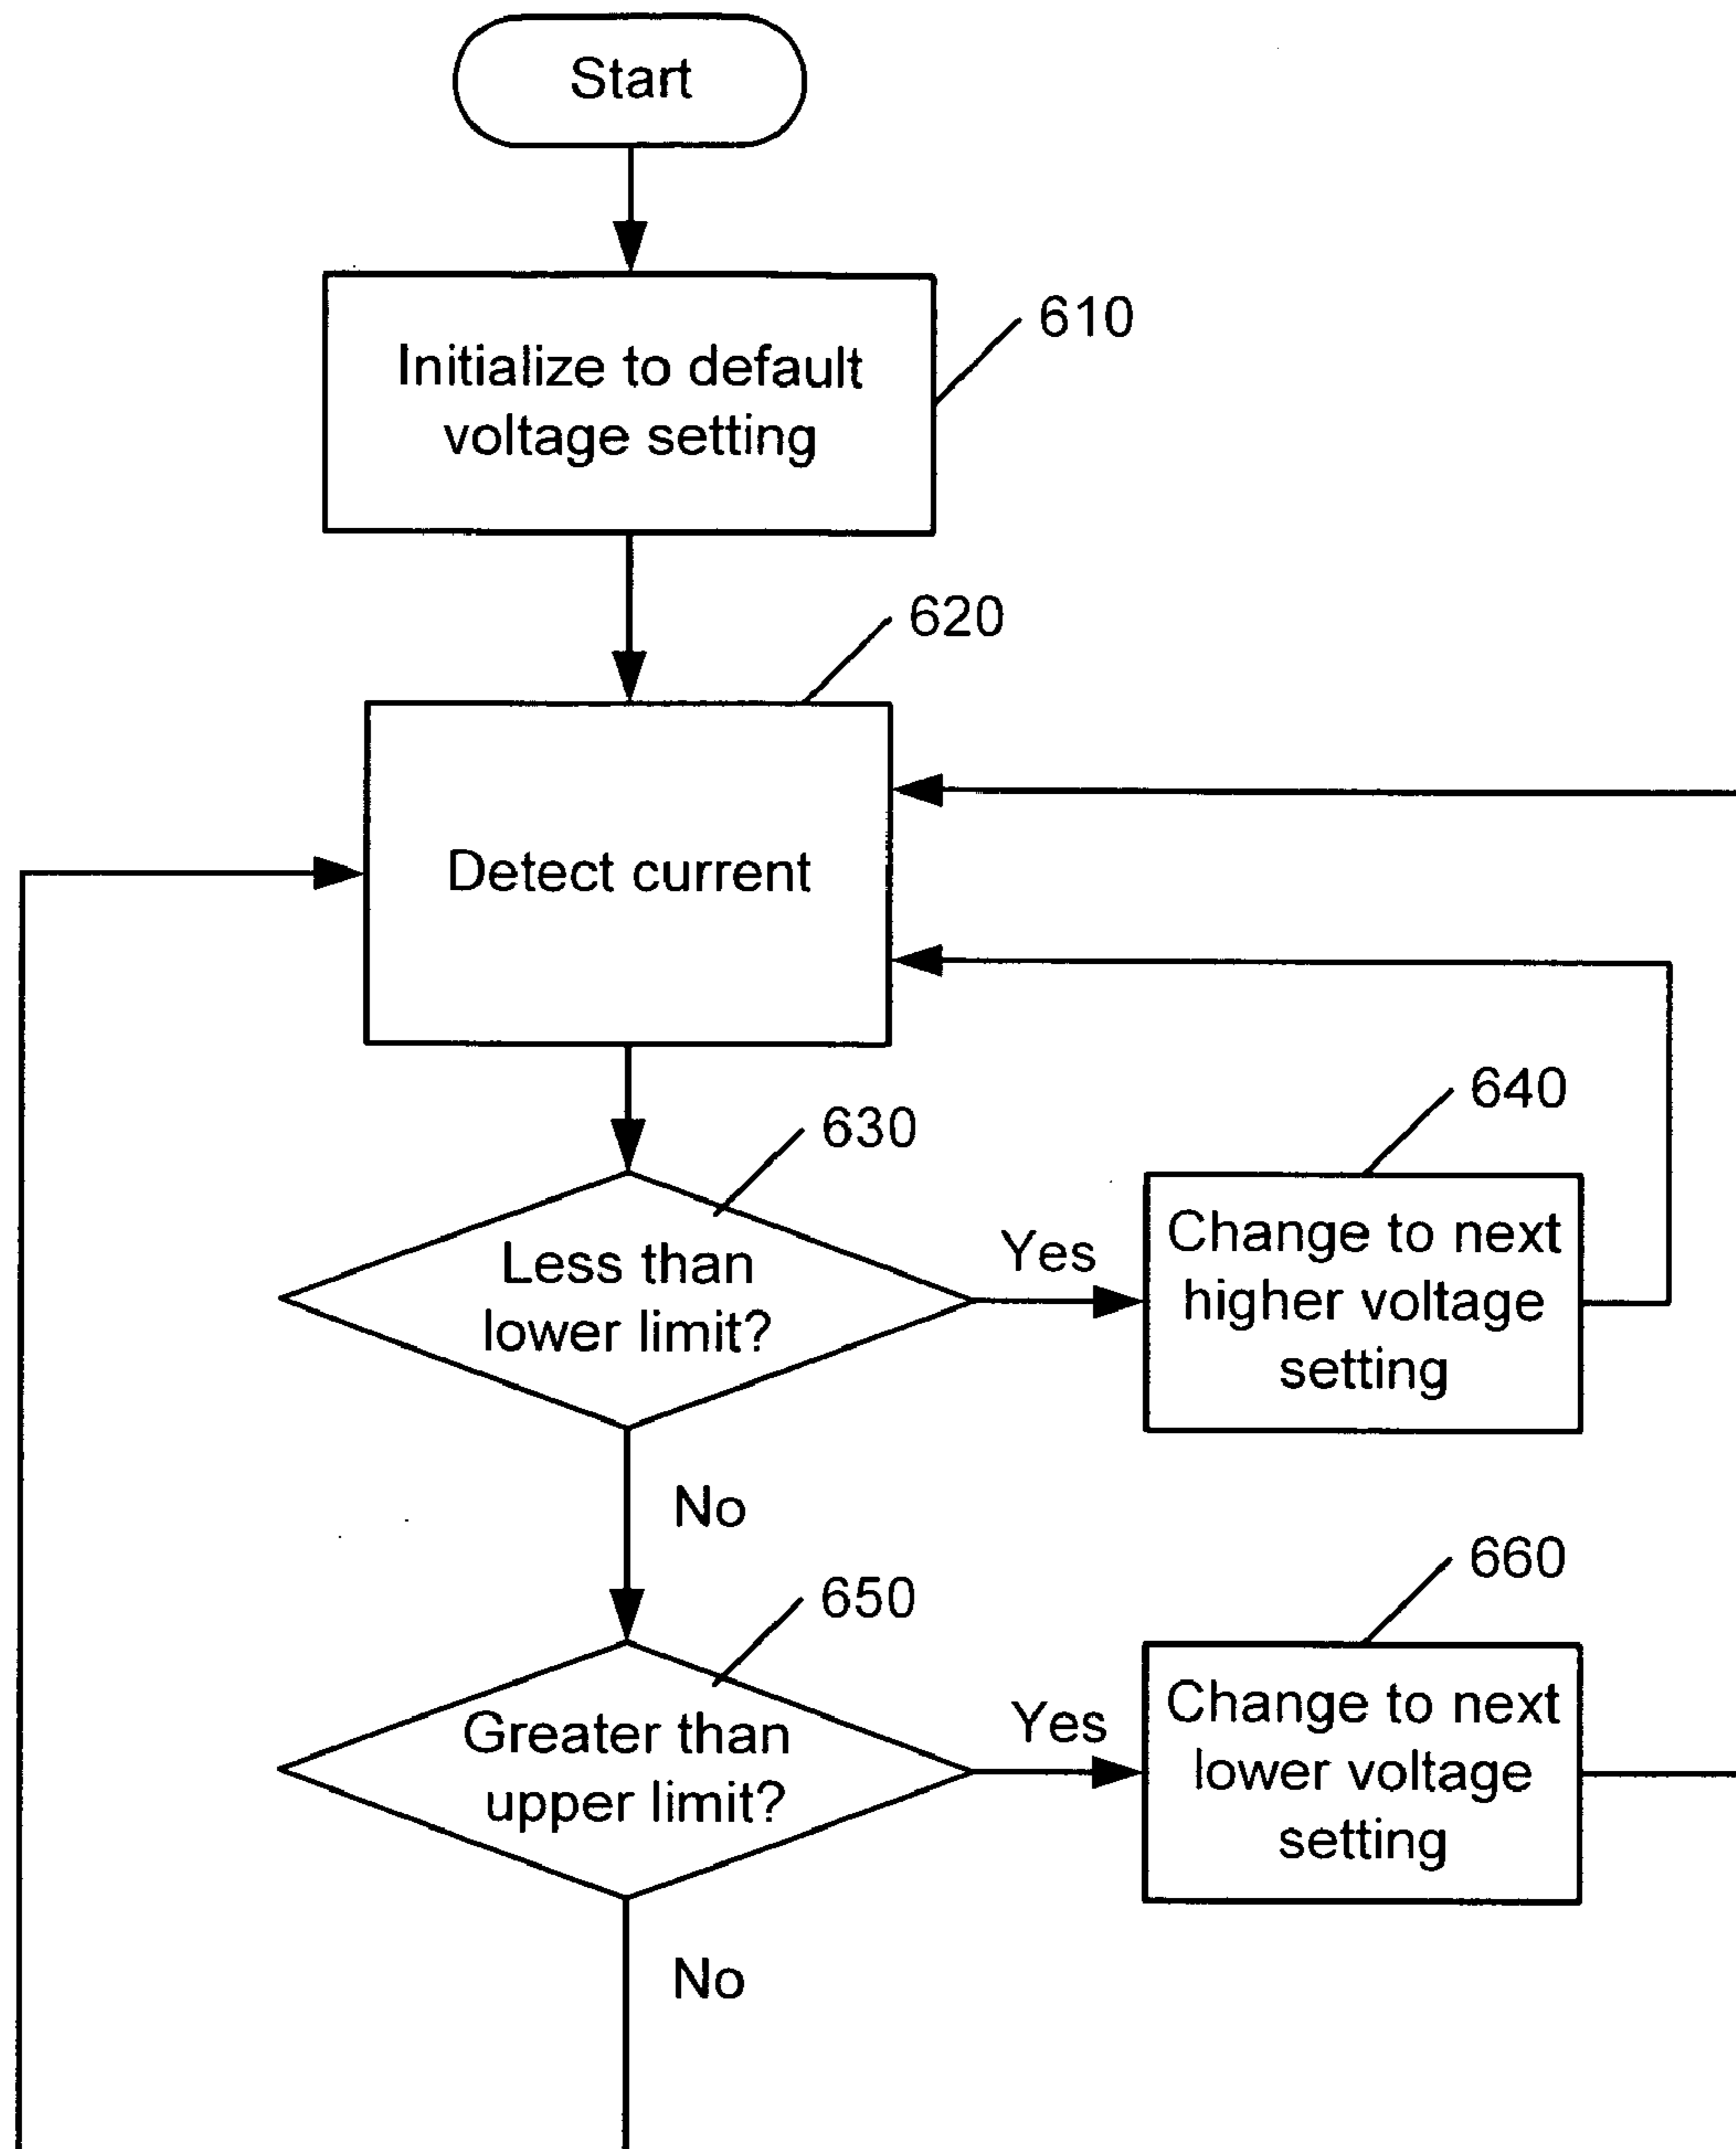 Start
610
Initialize to default
voltage setting
620
Detect current
640
630
Change to next
higher voltage
setting
Yes
Less than
lower limit?
No
660
650
Change to next
lower voltage
setting
Yes
Greater than
upper limit?
No